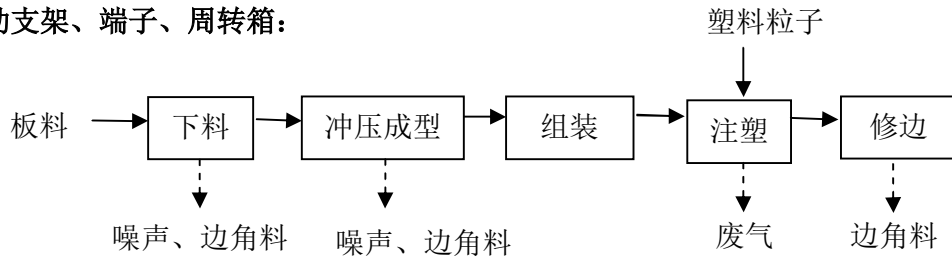 支架、端子、周转箱：
塑料粒子
板料 下料 冲压成型 组装 注塑 修边
噪声、边角料 噪声、边角料 废气 边角料